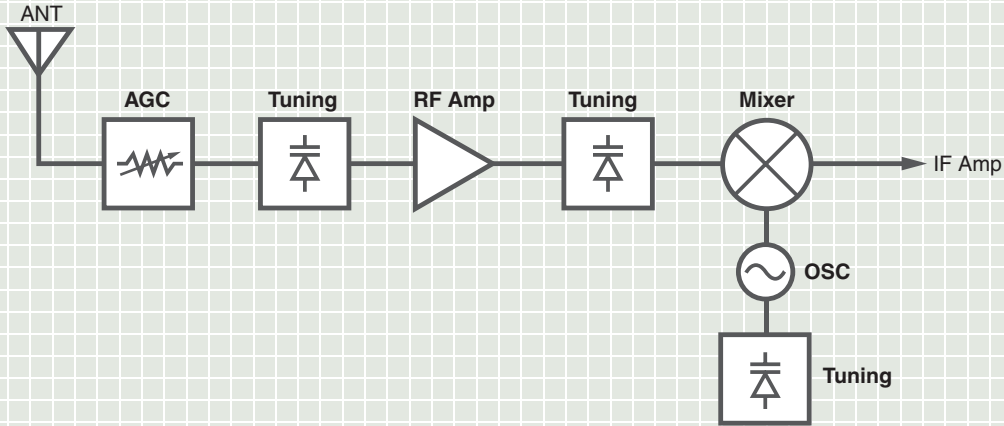 ANT
AGC
Tuning
RF Amp
Tuning
Mixer
IF Amp
OSC
Tuning